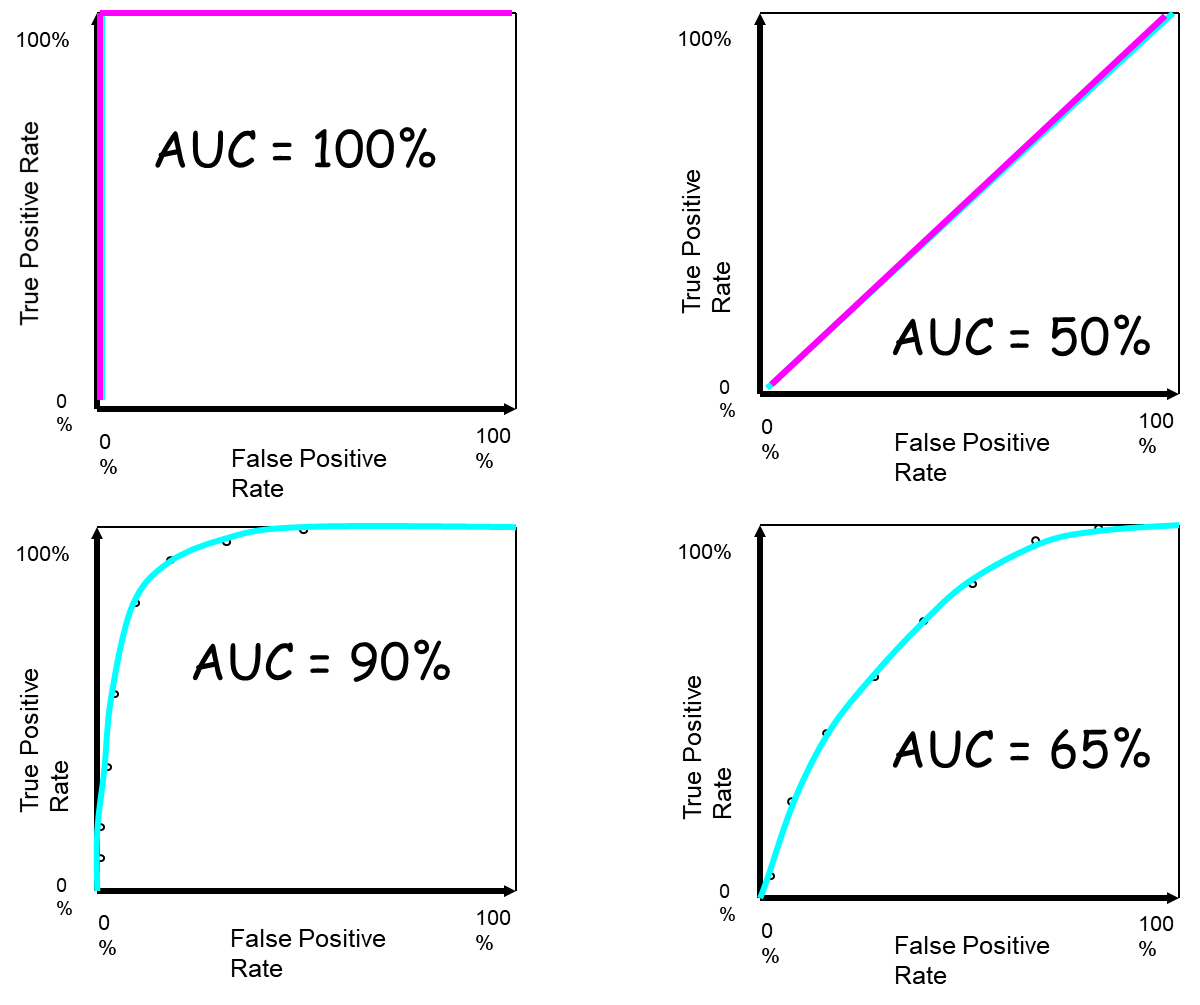 100%
True Positive Rate
AUC = 100%
0
%
0
%
100
%
False Positive
Rate
100%
True Positive
Rate
AUC = 50%
0
%
0
%
100
%
False Positive
Rate
100%
True Positive
Rate
AUC = 90%
0
%
0
%
100
%
False Positive
Rate
100%
True Positive
Rate
AUC = 65%
0
%
0
%
100
%
False Positive
Rate